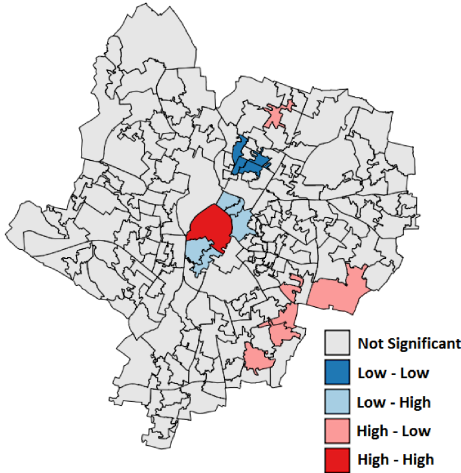 Not Significant
Low - Low
Low - High
High - Low
High - High